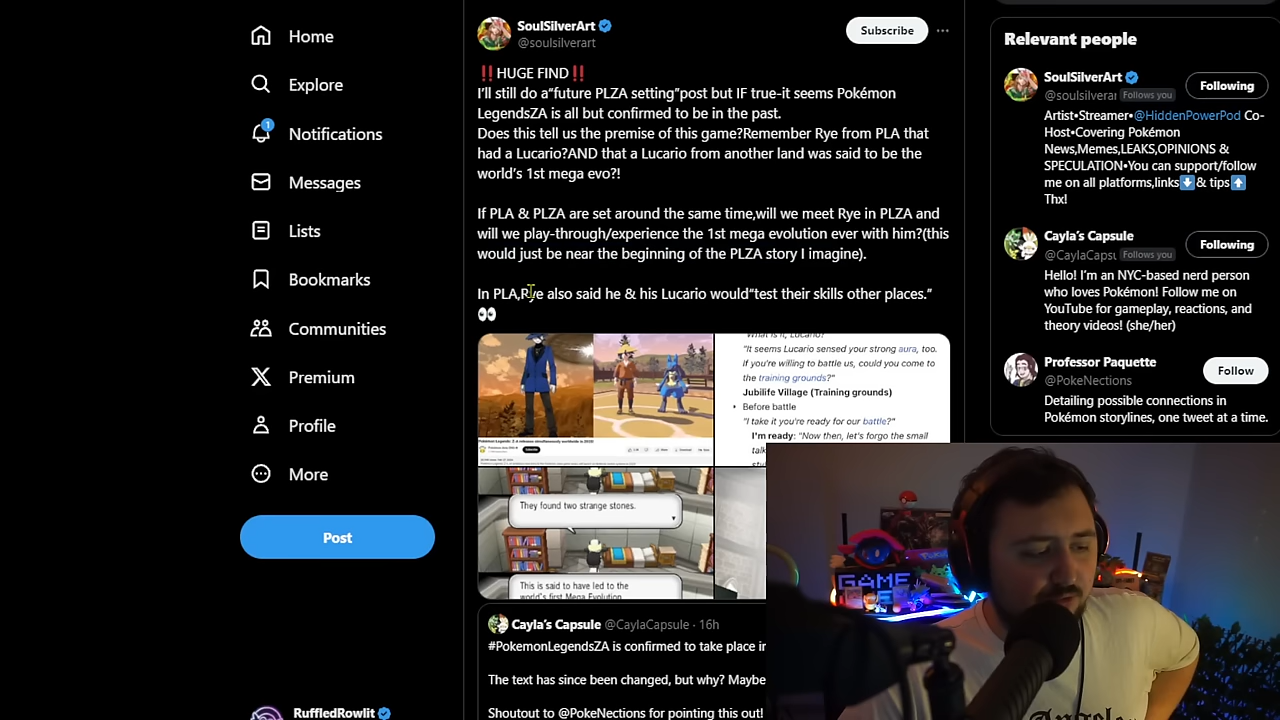 Home
Explore
1
Notifications
Messages
Lists
Bookmarks
Communities
Premium
Profile
More
Post
RuffledRowlit
SoulSilverArt
@soulsilverart
Subscribe
‼️HUGE FIND‼️
I'll still do a"future PLZA setting"post but IF true-it seems Pokémon
LegendsZA is all but confirmed to be in the past.
Does this tell us the premise of this game?Remember Rye from PLA that
had a Lucario?AND that a Lucario from another land was said to be the
world's 1st mega evo?!
If PLA & PLZA are set around the same time,will we meet Rye in PLZA and
will we play-through/experience the 1st mega evolution ever with him?(this
would just be near the beginning of the PLZA story I imagine).
In PLA,Rye also said he & his Lucario would"test their skills other places."
👀
"It seems Lucario sensed your strong aura, too.
If you're willing to battle us, could you come to
the training grounds?"
Jubilife Village (Training grounds)
• Before battle
"I take it you're ready for our battle?"
I'm ready: "Now then, let's forgo the small
They found two strange stones.
This is said to have led to the
world's first Mega Evolution
Cayla's Capsule @CaylaCapsule · 16h
#PokemonLegendsZA is confirmed to take place in
The text has since been changed, but why? Maybe
Shoutout to @PokeNections for pointing this out!
Relevant people
SoulSilverArt
@soulsilverar Follows you
Following
Artist•Streamer•@HiddenPowerPod Co-
Host•Covering Pokémon
News,Memes,LEAKS,OPINIONS &
SPECULATION•You can support/follow
me on all platforms,links⬇️& tips⬆️
Thx!
Cayla's Capsule
@CaylaCapsu Follows you
Following
Hello! I'm an NYC-based nerd person
who loves Pokémon! Follow me on
YouTube for gameplay, reactions, and
theory videos! (she/her)
Professor Paquette
@PokeNections
Follow
Detailing possible connections in
Pokémon storylines, one tweet at a time.
GAME